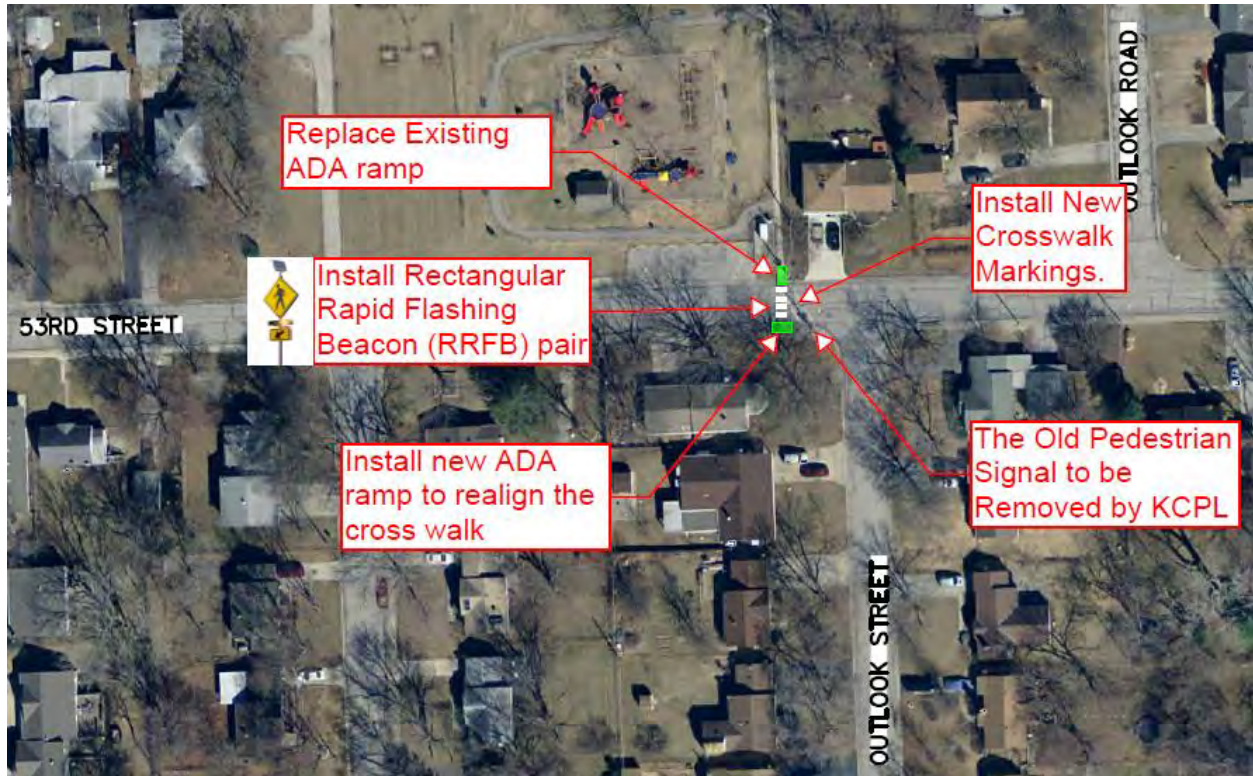 Replace Existing
ADA ramp
OUTLOOK ROAD
Install New
Crosswalk
Markings.
Install Rectangular
Rapid Flashing
Beacon (RRFB) pair
53RD STREET
Install new ADA
ramp to realign the
cross walk
The Old Pedestrian
Signal to be
Removed by KCPL
OUTLOOK STREET